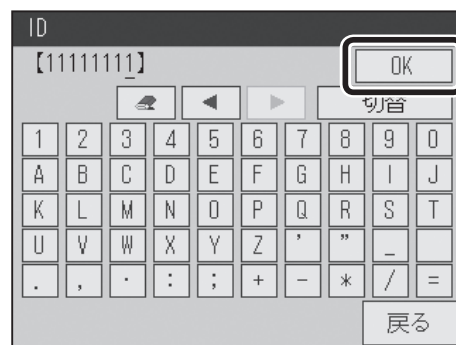 ID
【11111111】 OK
◀ ▶ 切替
1 2 3 4 5 6 7 8 9 0
A B C D E F G H I J
K L M N O P Q R S T
U V W X Y Z ’ ” _
. , ・ : ; + − * / =
戻る